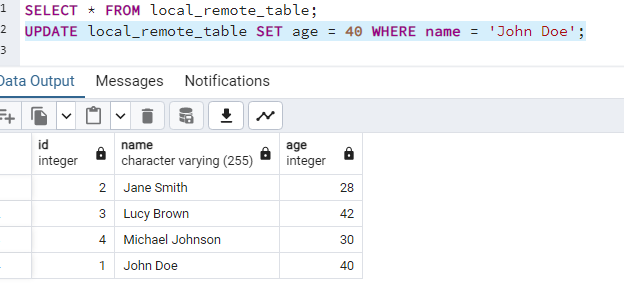 1 SELECT * FROM local_remote_table;
2 UPDATE local_remote_table SET age = 40 WHERE name = 'John Doe';
3
Data Output Messages Notifications
id name age
integer character varying (255) integer
2 Jane Smith 28
3 Lucy Brown 42
4 Michael Johnson 30
1 John Doe 40